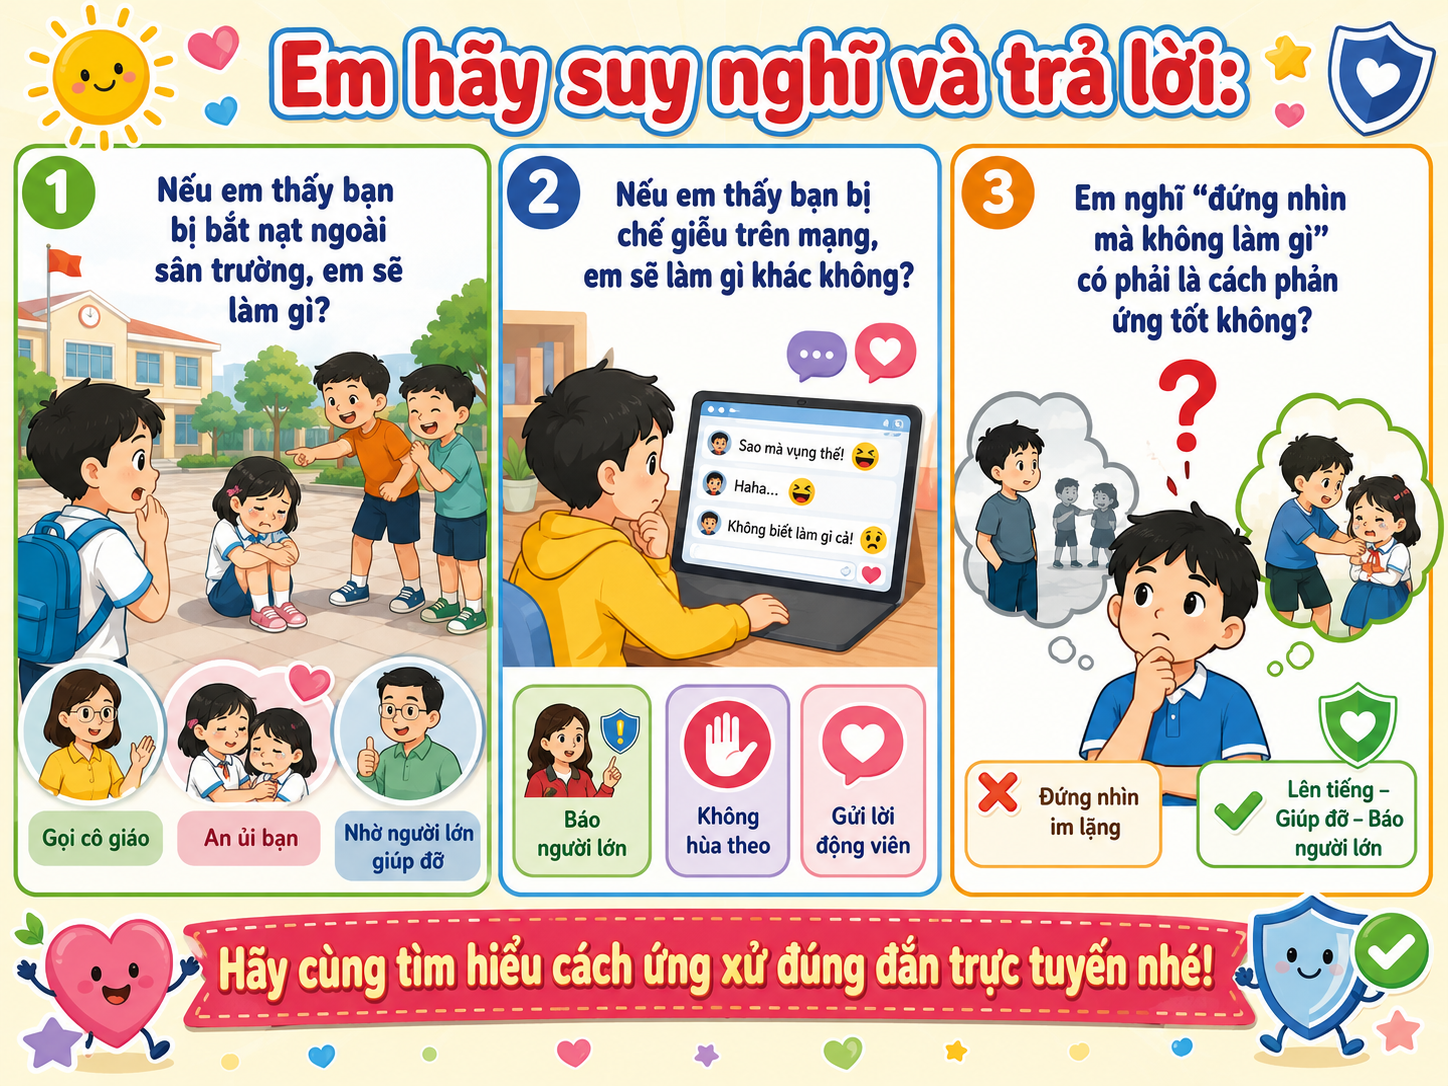 Em hãy suy nghĩ và trả lời:
1
Nếu em thấy bạn
bị bắt nạt ngoài
sân trường, em sẽ
làm gì?
Gọi cô giáo
An ủi bạn
Nhờ người lớn
giúp đỡ
2
Nếu em thấy bạn bị
chế giễu trên mạng,
em sẽ làm gì khác không?
Sao mà vụng thế!
Haha...
Không biết làm gì cả!
Báo
người lớn
Không
hùa theo
Gửi lời
động viên
3
Em nghĩ “đứng nhìn
mà không làm gì”
có phải là cách phản
ứng tốt không?
?
Đứng nhìn
im lặng
Lên tiếng –
Giúp đỡ – Báo
người lớn
Hãy cùng tìm hiểu cách ứng xử đúng đắn trực tuyến nhé!